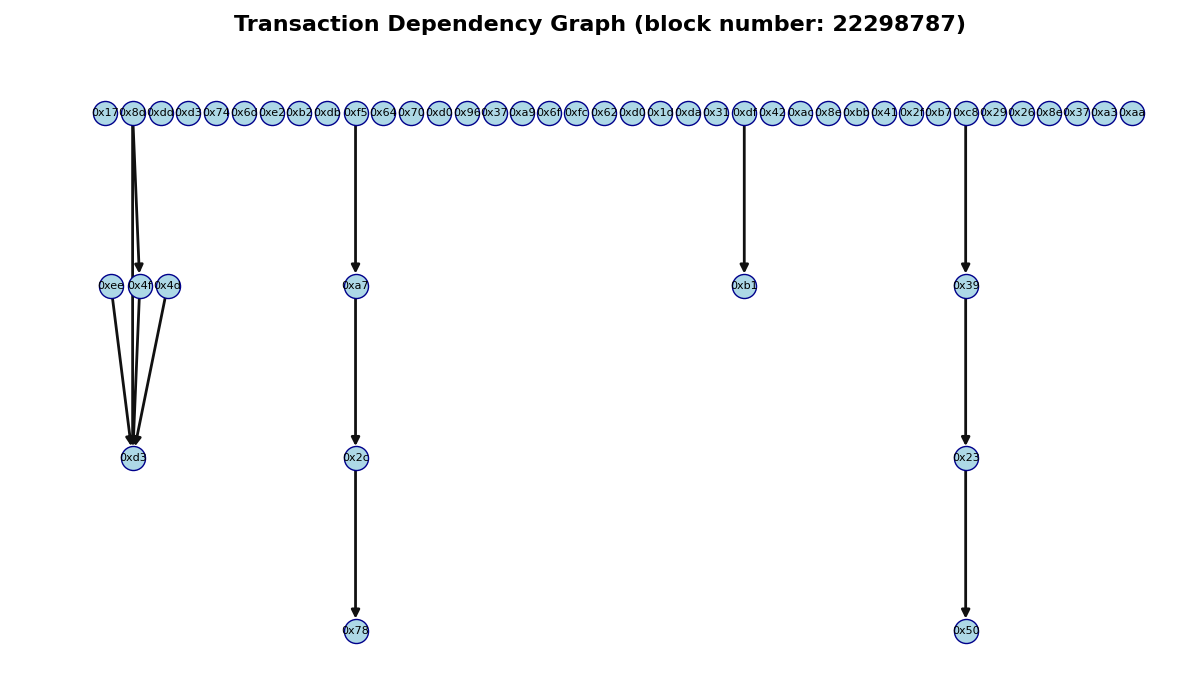 Transaction Dependency Graph (block number: 22298787)
0x17 0x8d 0xdd 0xd3 0x74 0x6d 0xe2 0xb2 0xdb 0xf5 0x64 0x70 0xd0 0x96 0x37 0xa9 0x6f 0xfc 0x62 0xd0 0x1d 0xda 0x31 0xdf 0x42 0xac 0x8e 0xbb 0x41 0x2f 0xb7 0xc8 0x29 0x26 0x8e 0x37 0xa3 0xaa
0xee 0x4f 0x4d 0xa7 0xb1 0x39
0xd3 0x2c 0x23
0x78 0x50